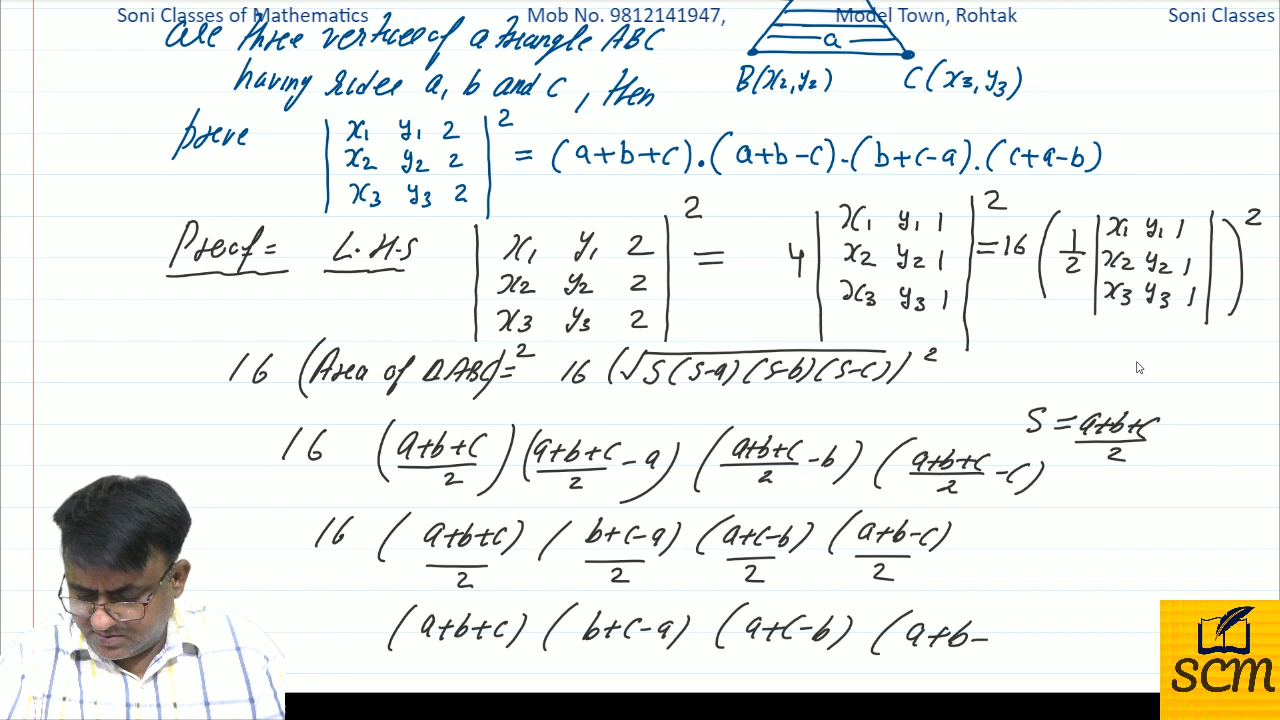 Soni Classes of Mathematics Mob No. 9812141947, Model Town, Rohtak Soni Classes
are three vertices of a triangle ABC
a
having sides a, b and c, then B(x2,y2) C(x3,y3)
prove | x1 y1 2 |² = (a+b+c).(a+b-c).(b+c-a).(c+a-b)
| x2 y2 2 |
| x3 y3 2 |
Proof= L.H.S | x1 y1 2 |² = 4 | x1 y1 1 |² = 16 ( 1/2 | x1 y1 1 | )²
| x2 y2 2 | | x2 y2 1 | | x2 y2 1 |
| x3 y3 2 | | x3 y3 1 | | x3 y3 1 |
16 (Area of ΔABC)² = 16 (√S(S-a)(S-b)(S-c))²
S = a+b+c/2
16 (a+b+c/2) (a+b+c/2 - a) (a+b+c/2 - b) (a+b+c/2 - c)
16 (a+b+c)/2 (b+c-a)/2 (a+c-b)/2 (a+b-c)/2
(a+b+c) (b+c-a) (a+c-b) (a+b-
SCM